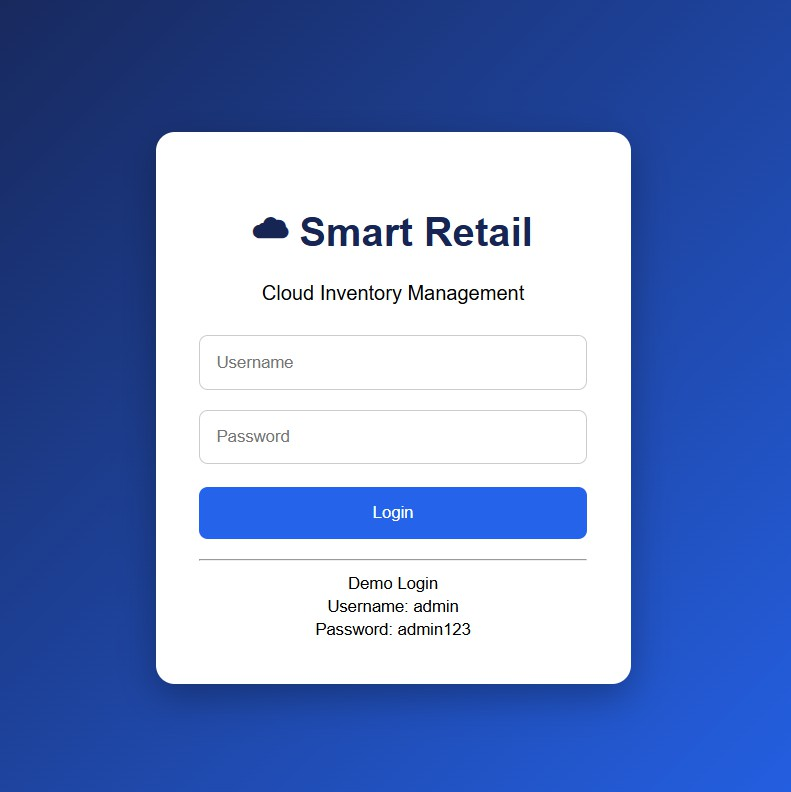 Smart Retail
Cloud Inventory Management
Username
Password
Login
Demo Login
Username: admin
Password: admin123